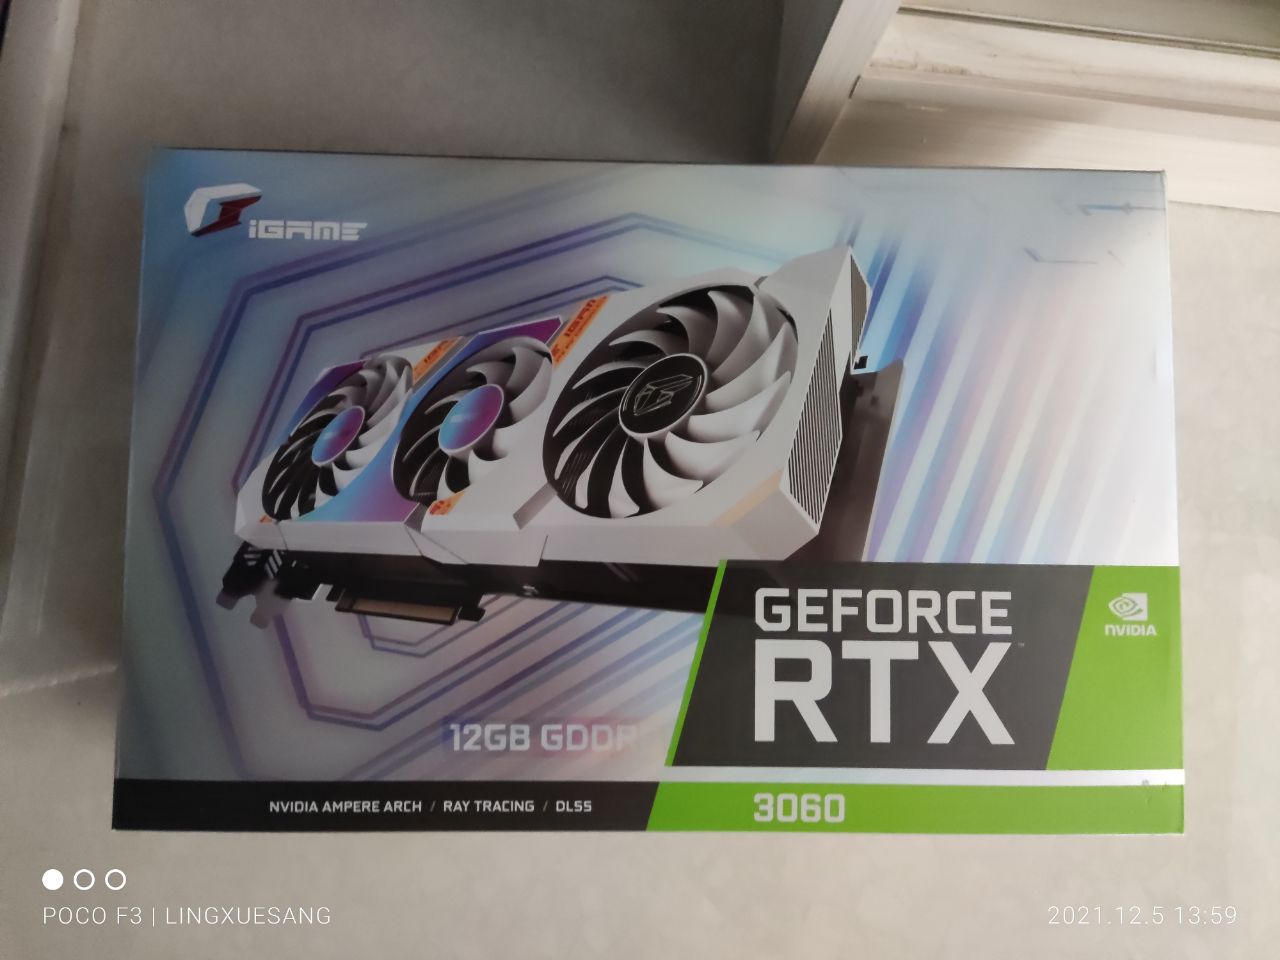 iGAME
GEFORCE
RTX
NVIDIA
12GB GDDR
NVIDIA AMPERE ARCH / RAY TRACING / DLSS
3060
POCO F3 | LINGXUESANG
2021.12.5 13:59